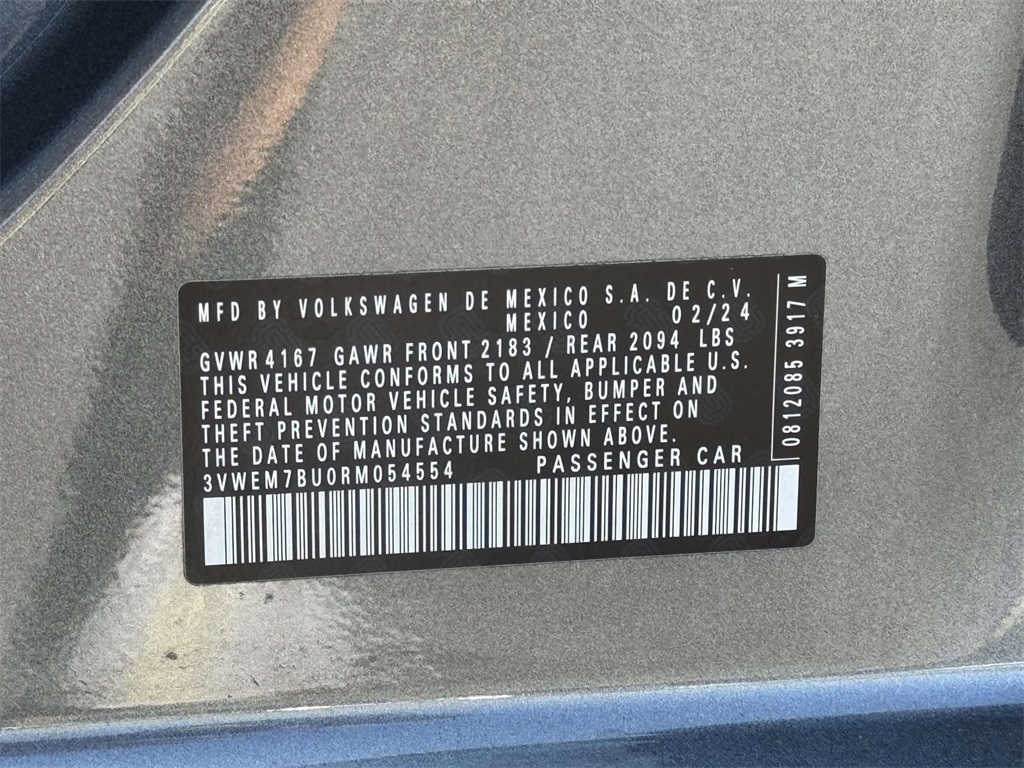 MFD BY VOLKSWAGEN DE MEXICO S.A. DE C.V.
MEXICO 02/24
GVWR 4167 GAWR FRONT 2183 / REAR 2094 LBS
THIS VEHICLE CONFORMS TO ALL APPLICABLE U.S.
FEDERAL MOTOR VEHICLE SAFETY, BUMPER AND
THEFT PREVENTION STANDARDS IN EFFECT ON
THE DATE OF MANUFACTURE SHOWN ABOVE.
3VWEM7BU0RM054554 PASSENGER CAR
0812085 3917 M